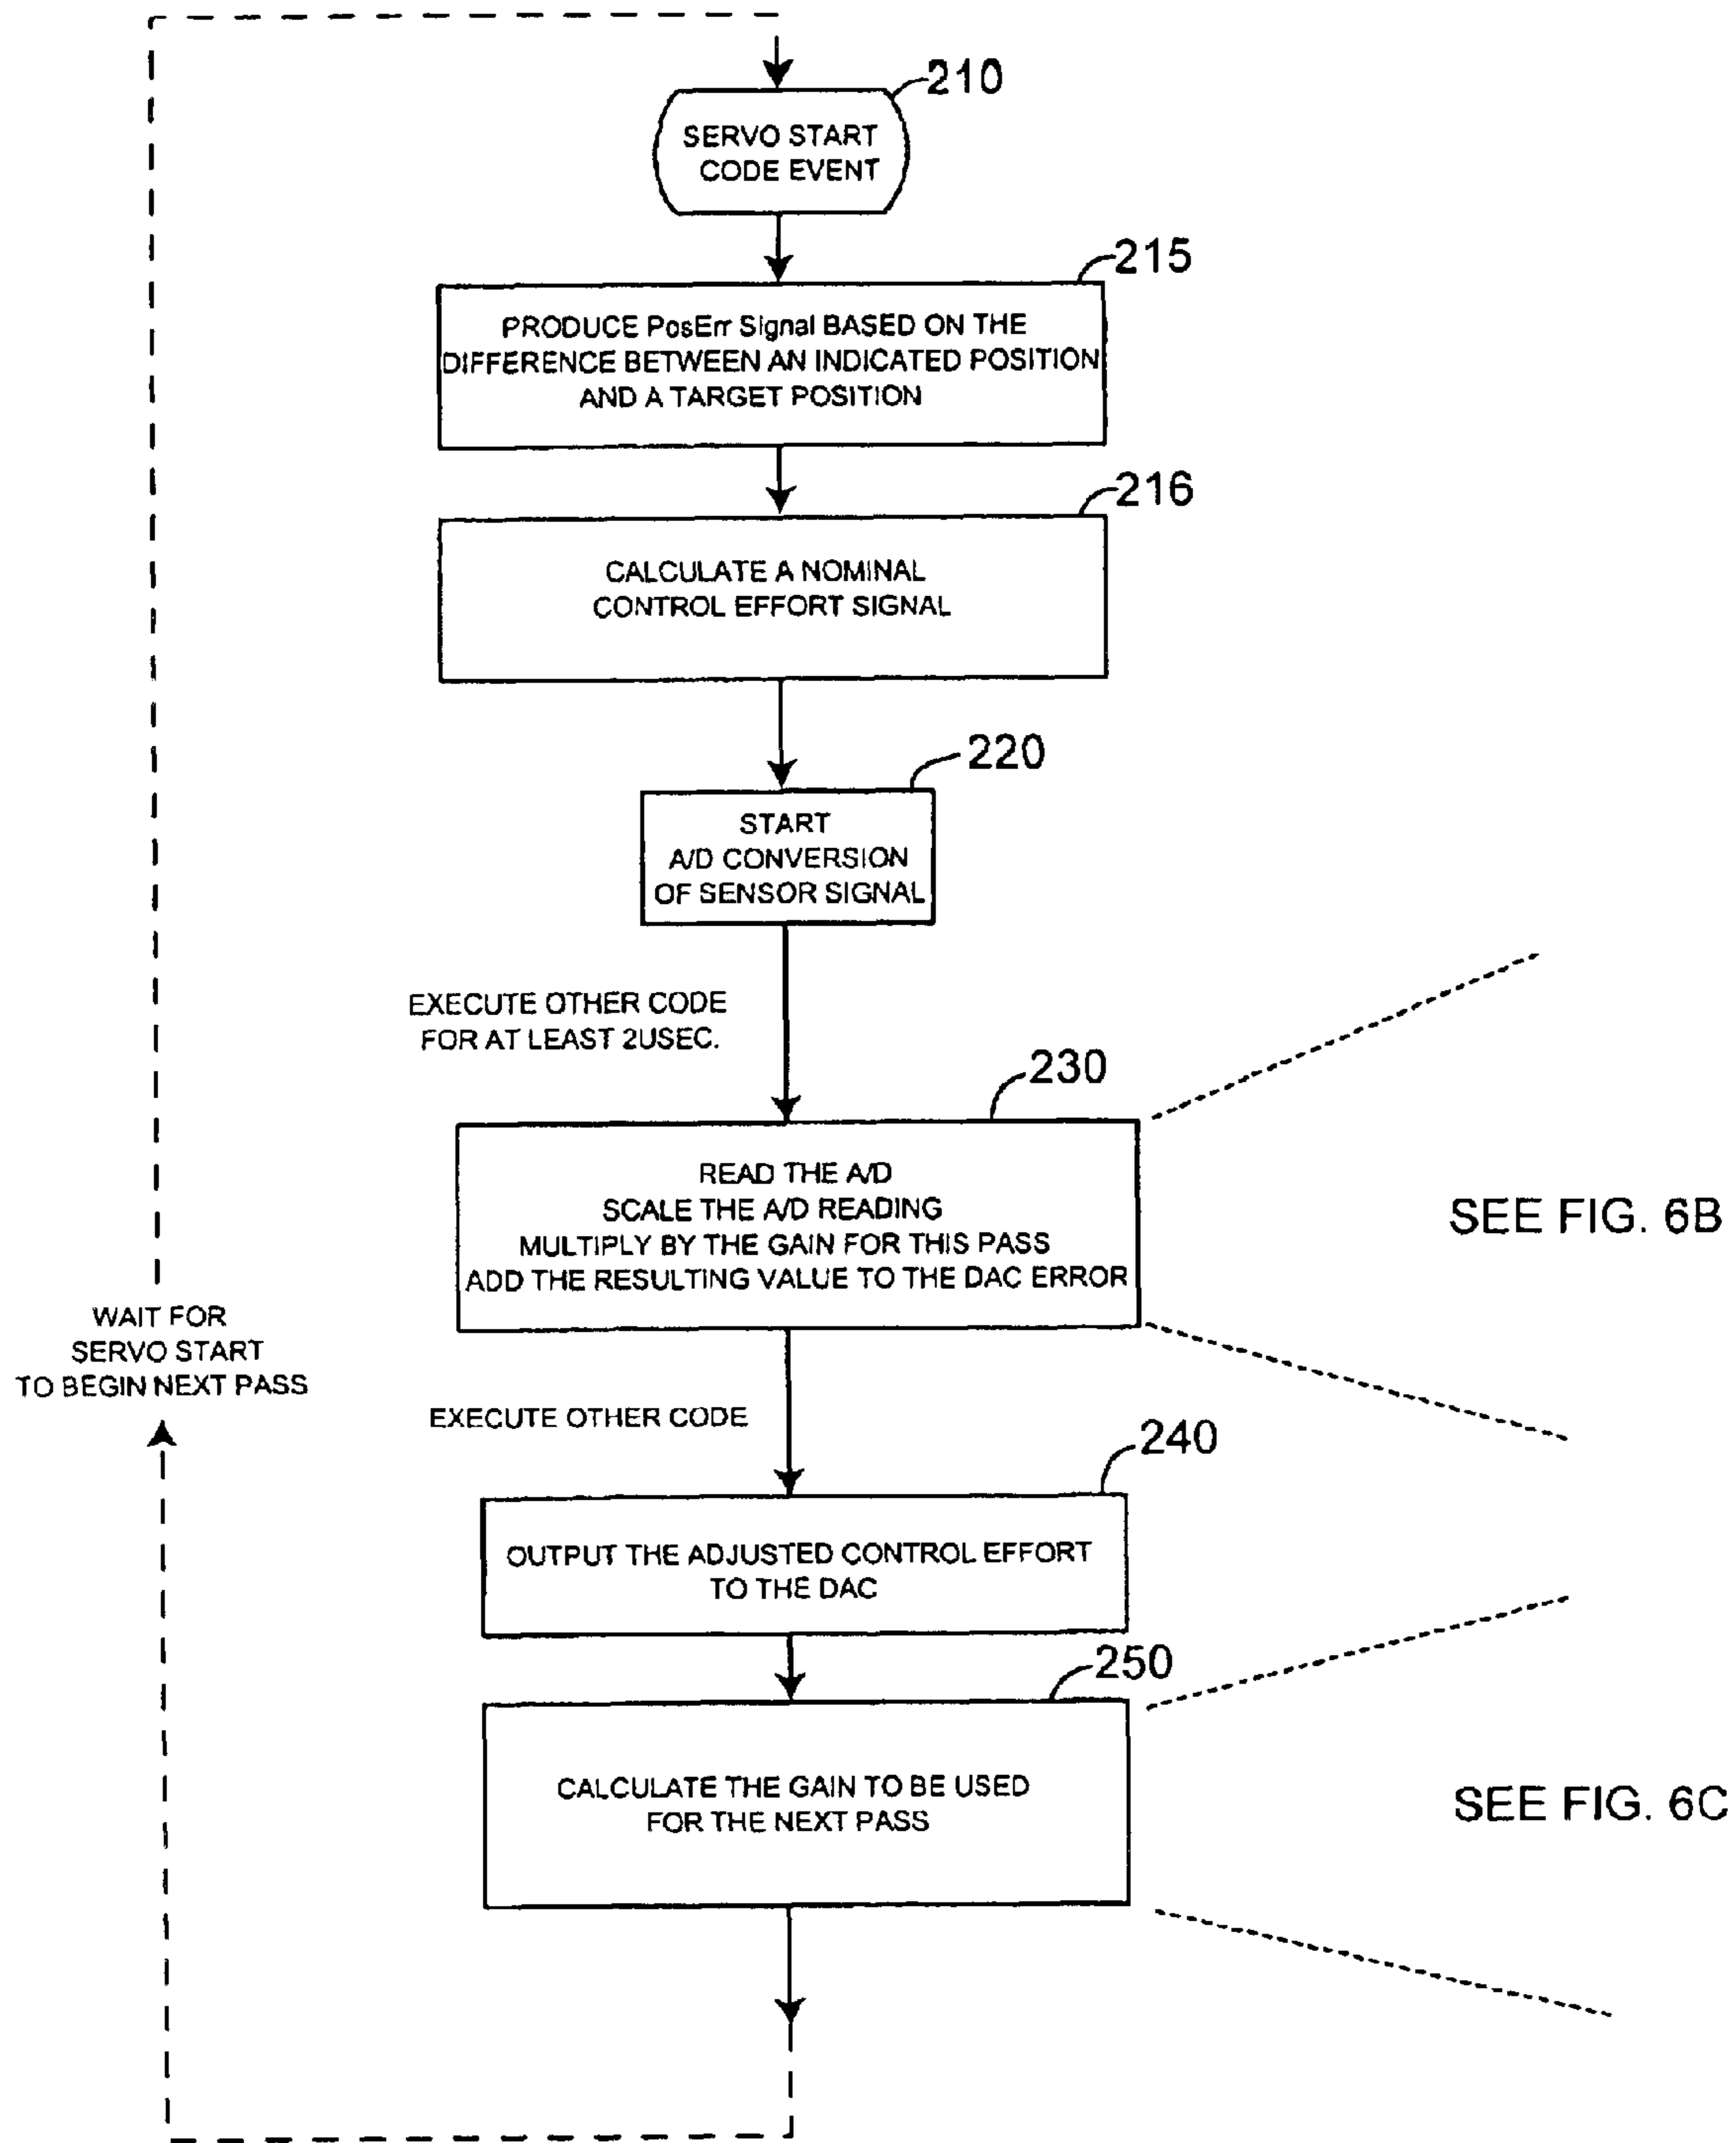 210
SERVO START
CODE EVENT
215
PRODUCE PosErr Signal BASED ON THE
DIFFERENCE BETWEEN AN INDICATED POSITION
AND A TARGET POSITION
216
CALCULATE A NOMINAL
CONTROL EFFORT SIGNAL
220
START
A/D CONVERSION
OF SENSOR SIGNAL
EXECUTE OTHER CODE
FOR AT LEAST 2USEC.
230
READ THE A/D
SCALE THE A/D READING
MULTIPLY BY THE GAIN FOR THIS PASS
ADD THE RESULTING VALUE TO THE DAC ERROR
SEE FIG. 6B
WAIT FOR
SERVO START
TO BEGIN NEXT PASS
EXECUTE OTHER CODE
240
OUTPUT THE ADJUSTED CONTROL EFFORT
TO THE DAC
250
CALCULATE THE GAIN TO BE USED
FOR THE NEXT PASS
SEE FIG. 6C